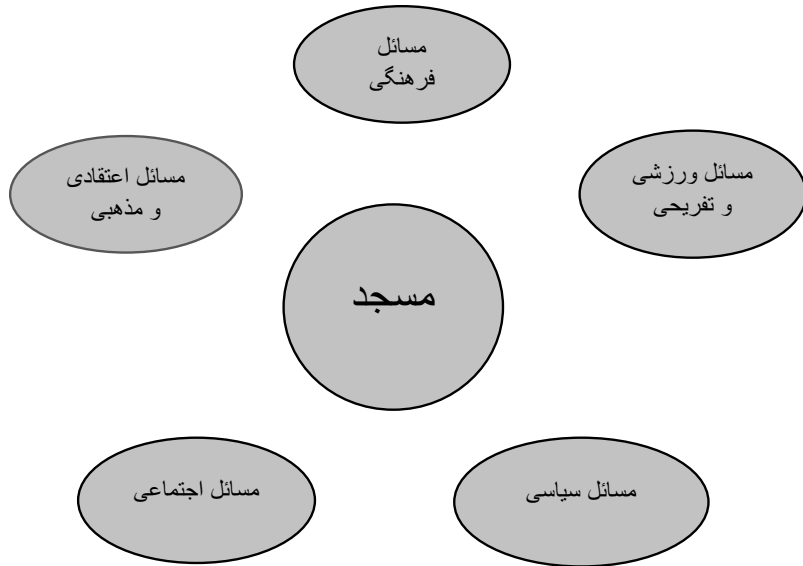 مسائل
فرهنگی
مسائل ورزشی
و تفریحی
مسائل اعتقادی
و مذهبی
مسجد
مسائل سیاسی
مسائل اجتماعی